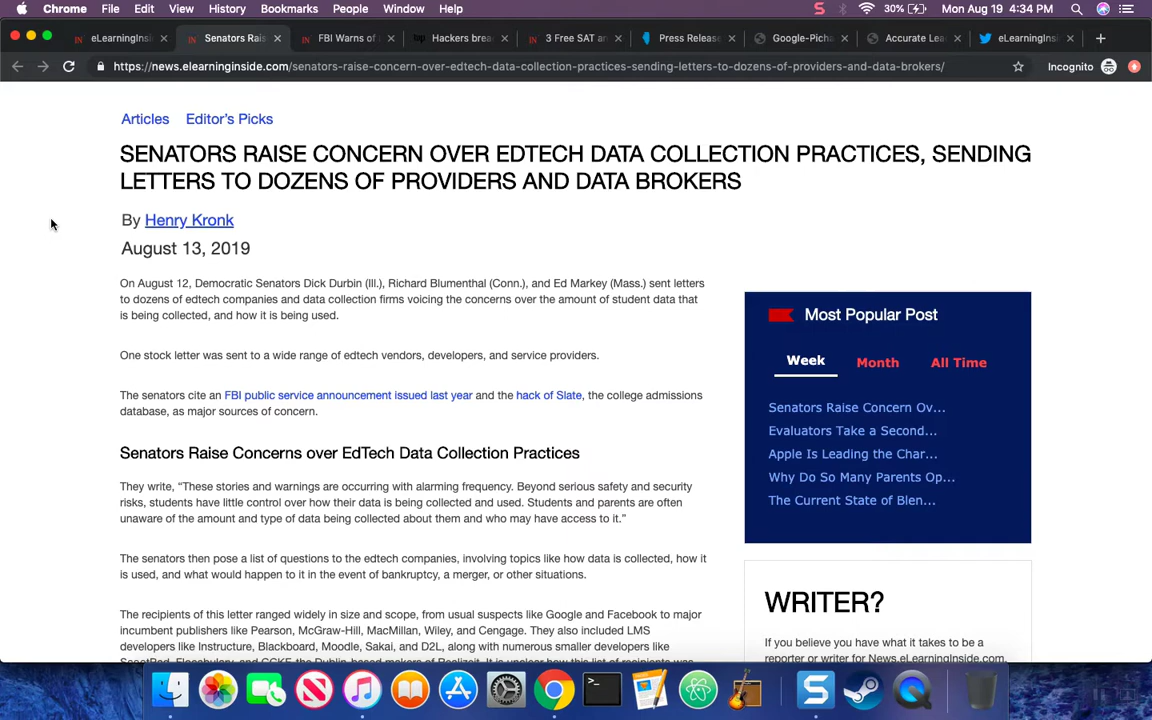 Chrome File Edit View History Bookmarks People Window Help 30% Mon Aug 19 4:34 PM
eLearningInsi Senators Rais FBI Warns of Hackers brea 3 Free SAT an Press Releas Google-Picha Accurate Lea eLearningIns
https://news.elearninginside.com/senators-raise-concern-over-edtech-data-collection-practices-sending-letters-to-dozens-of-providers-and-data-brokers/ Incognito
Articles Editor's Picks
SENATORS RAISE CONCERN OVER EDTECH DATA COLLECTION PRACTICES, SENDING
LETTERS TO DOZENS OF PROVIDERS AND DATA BROKERS
By Henry Kronk
August 13, 2019
On August 12, Democratic Senators Dick Durbin (Ill.), Richard Blumenthal (Conn.), and Ed Markey (Mass.) sent letters
to dozens of edtech companies and data collection firms voicing the concerns over the amount of student data that
is being collected, and how it is being used.
One stock letter was sent to a wide range of edtech vendors, developers, and service providers.
The senators cite an FBI public service announcement issued last year and the hack of Slate, the college admissions
database, as major sources of concern.
Senators Raise Concerns over EdTech Data Collection Practices
They write, “These stories and warnings are occurring with alarming frequency. Beyond serious safety and security
risks, students have little control over how their data is being collected and used. Students and parents are often
unaware of the amount and type of data being collected about them and who may have access to it.”
The senators then pose a list of questions to the edtech companies, involving topics like how data is collected, how it
is used, and what would happen to it in the event of bankruptcy, a merger, or other situations.
The recipients of this letter ranged widely in size and scope, from usual suspects like Google and Facebook to major
incumbent publishers like Pearson, McGraw-Hill, MacMillan, Wiley, and Cengage. They also included LMS
developers like Instructure, Blackboard, Moodle, Sakai, and D2L, along with numerous smaller developers like
Most Popular Post
Week Month All Time
Senators Raise Concern Ov...
Evaluators Take a Second...
Apple Is Leading the Char...
Why Do So Many Parents Op...
The Current State of Blen...
WRITER?
If you believe you have what it takes to be a
reporter or writer for News.eLearningInside.com,